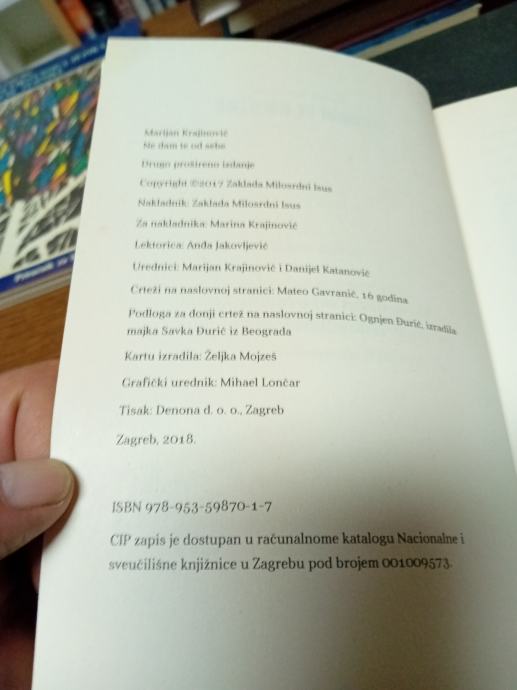 Marijan Krajinović
Ne dam te od sebe
Drugo prošireno izdanje
Copyright ©2017 Zaklada Milosrdni Isus
Nakladnik: Zaklada Milosrdni Isus
Za nakladnika: Marina Krajinović
Lektorica: Anđa Jakovljević
Urednici: Marijan Krajinović i Danijel Katanović
Crteži na naslovnoj stranici: Mateo Gavranić, 16 godina
Podloga za donji crtež na naslovnoj stranici: Ognjen Đurić, izradila
majka Savka Đurić iz Beograda
Kartu izradila: Željka Mojzeš
Grafički urednik: Mihael Lončar
Tisak: Denona d. o. o., Zagreb
Zagreb, 2018.
ISBN 978-953-59870-1-7
CIP zapis je dostupan u računalnome katalogu Nacionalne i
sveučilišne knjižnice u Zagrebu pod brojem 001009573.